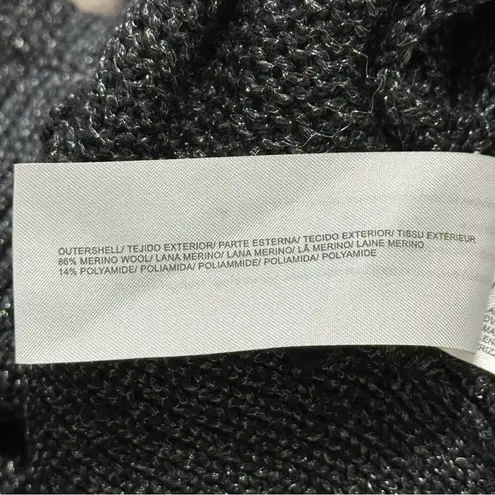 OUTERSHELL/ TEJIDO EXTERIOR/ PARTE ESTERNA/ TECIDO EXTERIOR/ TISSU EXTÉRIEUR
86% MERINO WOOL/ LANA MERINO/ LANA MERINO/ LÃ MERINO/ LAINE MERINO
14% POLYAMIDE/ POLIAMIDA/ POLIAMMIDE/ POLIAMIDA/ POLYAMIDE